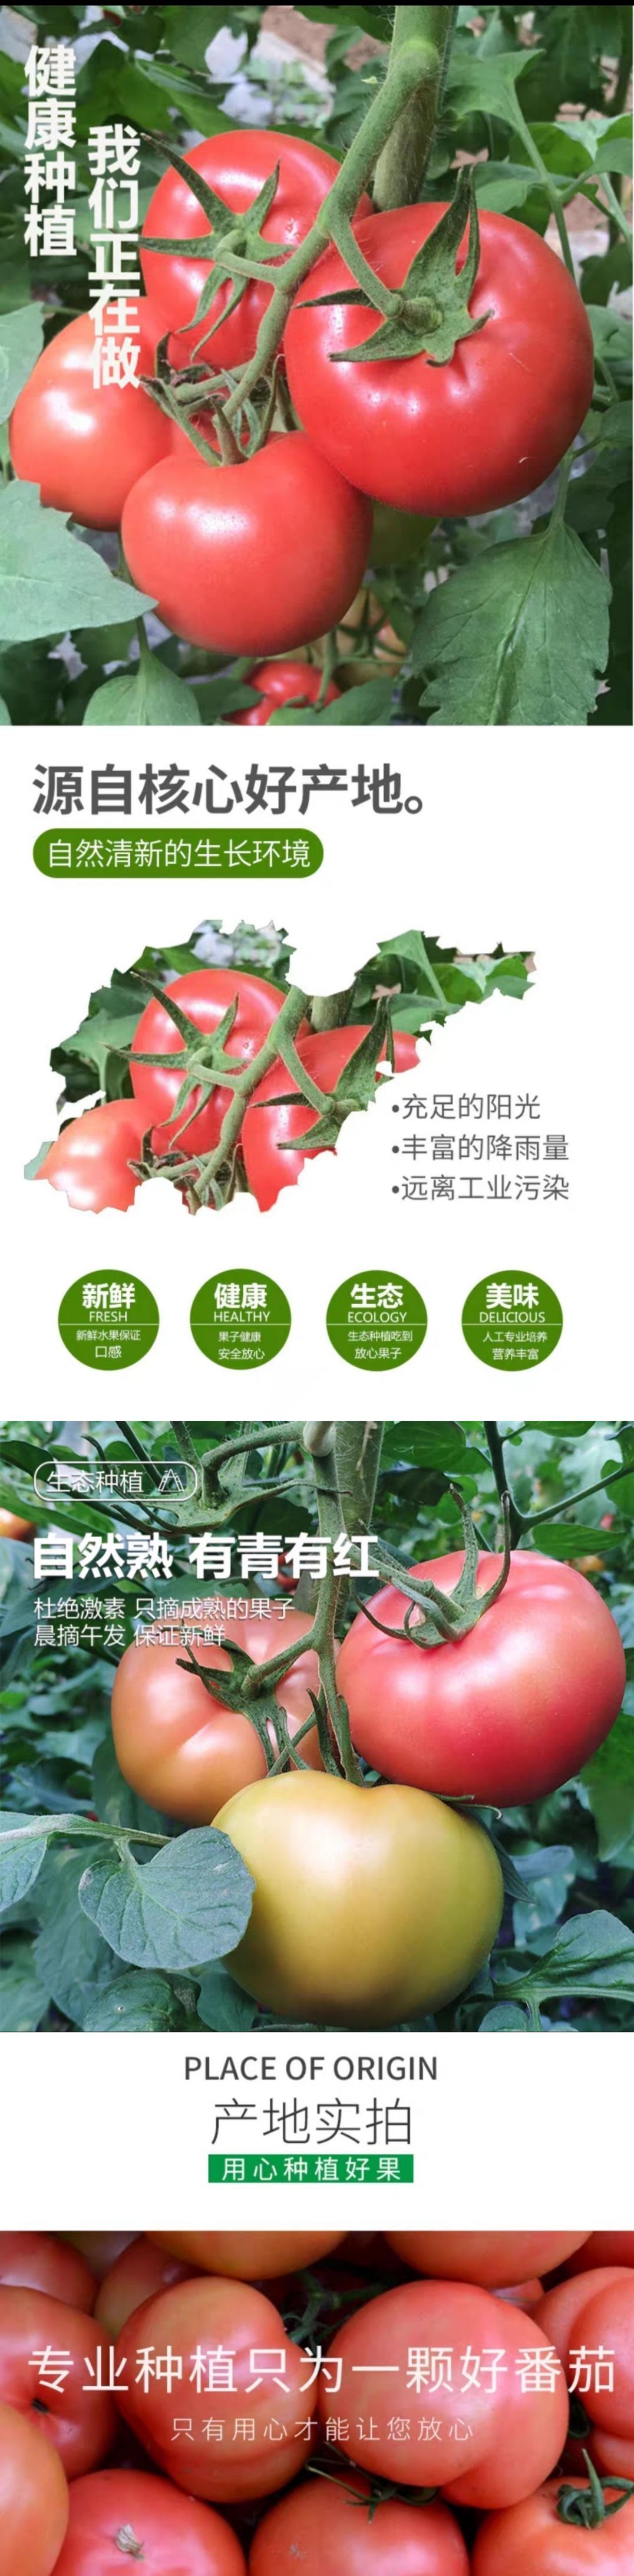 健康种植
我们正在做
源自核心好产地。
自然清新的生长环境
•充足的阳光
•丰富的降雨量
•远离工业污染
新鲜
FRESH
新鲜水果保证
口感
健康
HEALTHY
果子健康
安全放心
生态
ECOLOGY
生态种植吃到
放心果子
美味
DELICIOUS
人工专业培养
营养丰富
生态种植
自然熟 有青有红
杜绝激素 只摘成熟的果子
晨摘午发 保证新鲜
PLACE OF ORIGIN
产地实拍
用心种植好果
专业种植只为一颗好番茄
只有用心才能让您放心